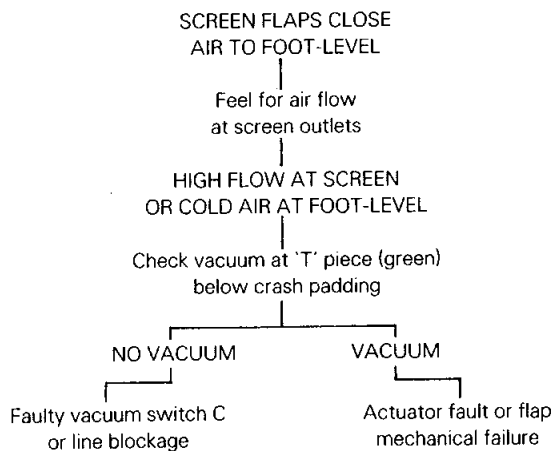 SCREEN FLAPS CLOSE
AIR TO FOOT-LEVEL
Feel for air flow
at screen outlets
HIGH FLOW AT SCREEN
OR COLD AIR AT FOOT-LEVEL
Check vacuum at 'T' piece (green)
below crash padding
NO VACUUM
VACUUM
Faulty vacuum switch C
or line blockage
Actuator fault or flap
mechanical failure